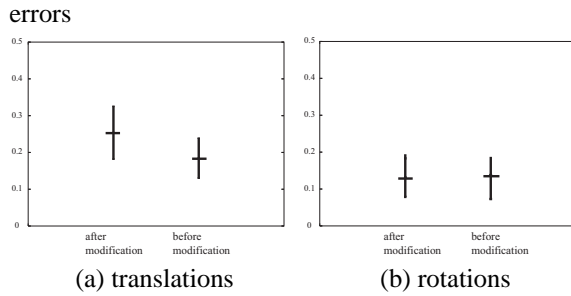 errors
0.5
0.4
0.3
0.2
0.1
0
after modification
before modification
(a) translations
0.5
0.4
0.3
0.2
0.1
0
after modification
before modification
(b) rotations